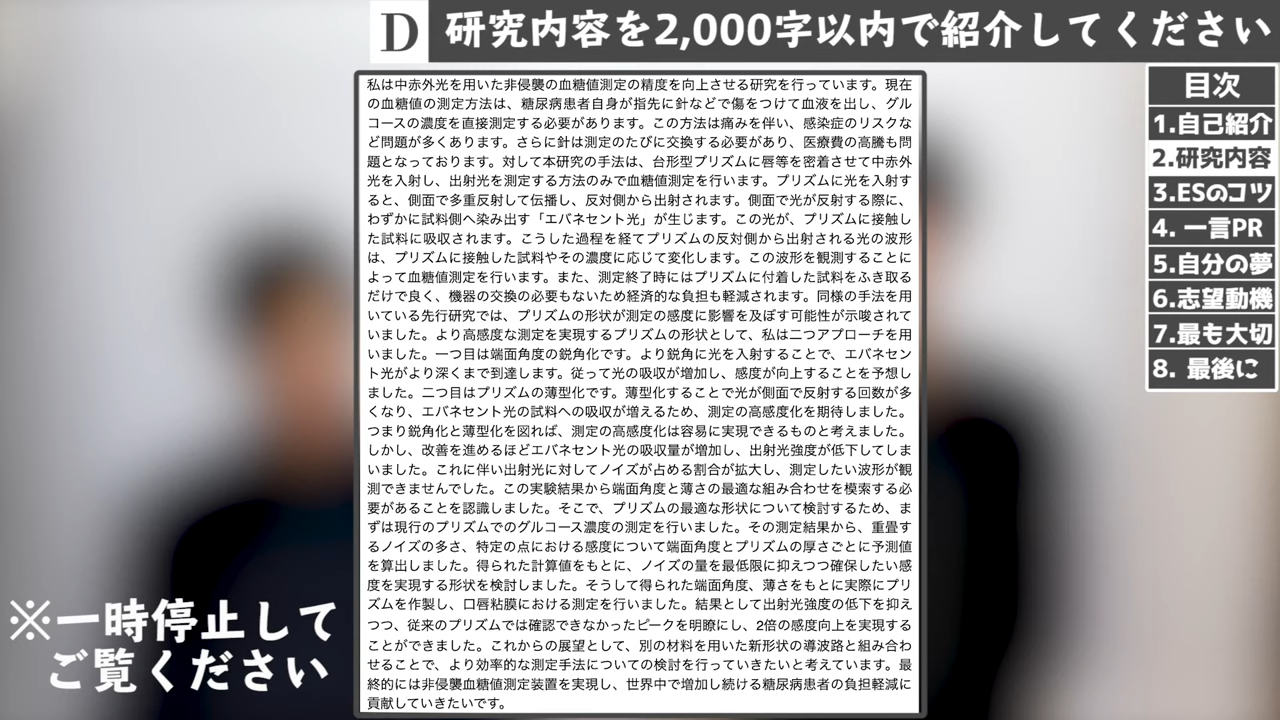 D 研究内容を2,000字以内で紹介してください
私は中赤外光を用いた非侵襲の血糖値測定の精度を向上させる研究を行っています。現在
の血糖値の測定方法は、糖尿病患者自身が指先に針などで傷をつけて血液を出し、グル
コースの濃度を直接測定する必要があります。この方法は痛みを伴い、感染症のリスクな
ど問題が多くあります。さらに針は測定のたびに交換する必要があり、医療費の高騰も問
題となっております。対して本研究の手法は、台形型プリズムに唇等を密着させて中赤外
光を入射し、出射光を測定する方法のみで血糖値測定を行います。プリズムに光を入射す
ると、側面で多重反射して伝播し、反対側から出射されます。側面で光が反射する際に、
わずかに試料側へ染み出す「エバネセント光」が生じます。この光が、プリズムに接触し
た試料に吸収されます。こうした過程を経てプリズムの反対側から出射される光の波形
は、プリズムに接触した試料やその濃度に応じて変化します。この波形を観測することに
よって血糖値測定を行います。また、測定終了時にはプリズムに付着した試料をふき取る
だけで良く、機器の交換の必要もないため経済的な負担も軽減されます。同様の手法を用
いている先行研究では、プリズムの形状が測定の感度に影響を及ぼす可能性が示唆されて
いました。より高感度な測定を実現するプリズムの形状として、私は二つアプローチを用
いました。一つ目は端面角度の鋭角化です。より鋭角に光を入射することで、エバネセン
ト光がより深くまで到達します。従って光の吸収が増加し、感度が向上することを予想し
ました。二つ目はプリズムの薄型化です。薄型化することで光が側面で反射する回数が多
くなり、エバネセント光の試料への吸収が増えるため、測定の高感度化を期待しました。
つまり鋭角化と薄型化を図れば、測定の高感度化は容易に実現できるものと考えました。
しかし、改善を進めるほどエバネセント光の吸収量が増加し、出射光強度が低下してしま
いました。これに伴い出射光に対してノイズが占める割合が拡大し、測定したい波形が観
測できませんでした。この実験結果から端面角度と薄さの最適な組み合わせを模索する必
要があることを認識しました。そこで、プリズムの最適な形状について検討するため、ま
ずは現行のプリズムでのグルコース濃度の測定を行いました。その測定結果から、重畳す
るノイズの多さ、特定の点における感度について端面角度とプリズムの厚さごとに予測値
を算出しました。得られた計算値をもとに、ノイズの量を最低限に抑えつつ確保したい感
度を実現する形状を検討しました。そうして得られた端面角度、薄さをもとに実際にプリ
ズムを作製し、口唇粘膜における測定を行いました。結果として出射光強度の低下を抑え
つつ、従来のプリズムでは確認できなかったピークを明瞭にし、2倍の感度向上を実現する
ことができました。これからの展望として、別の材料を用いた新形状の導波路と組み合わ
せることで、より効率的な測定手法についての検討を行っていきたいと考えています。最
終的には非侵襲血糖値測定装置を実現し、世界中で増加し続ける糖尿病患者の負担軽減に
貢献していきたいです。
目次
1.自己紹介
2.研究内容
3.ESのコツ
4. 一言PR
5.自分の夢
6.志望動機
7.最も大切
8. 最後に
※一時停止して
ご覧ください